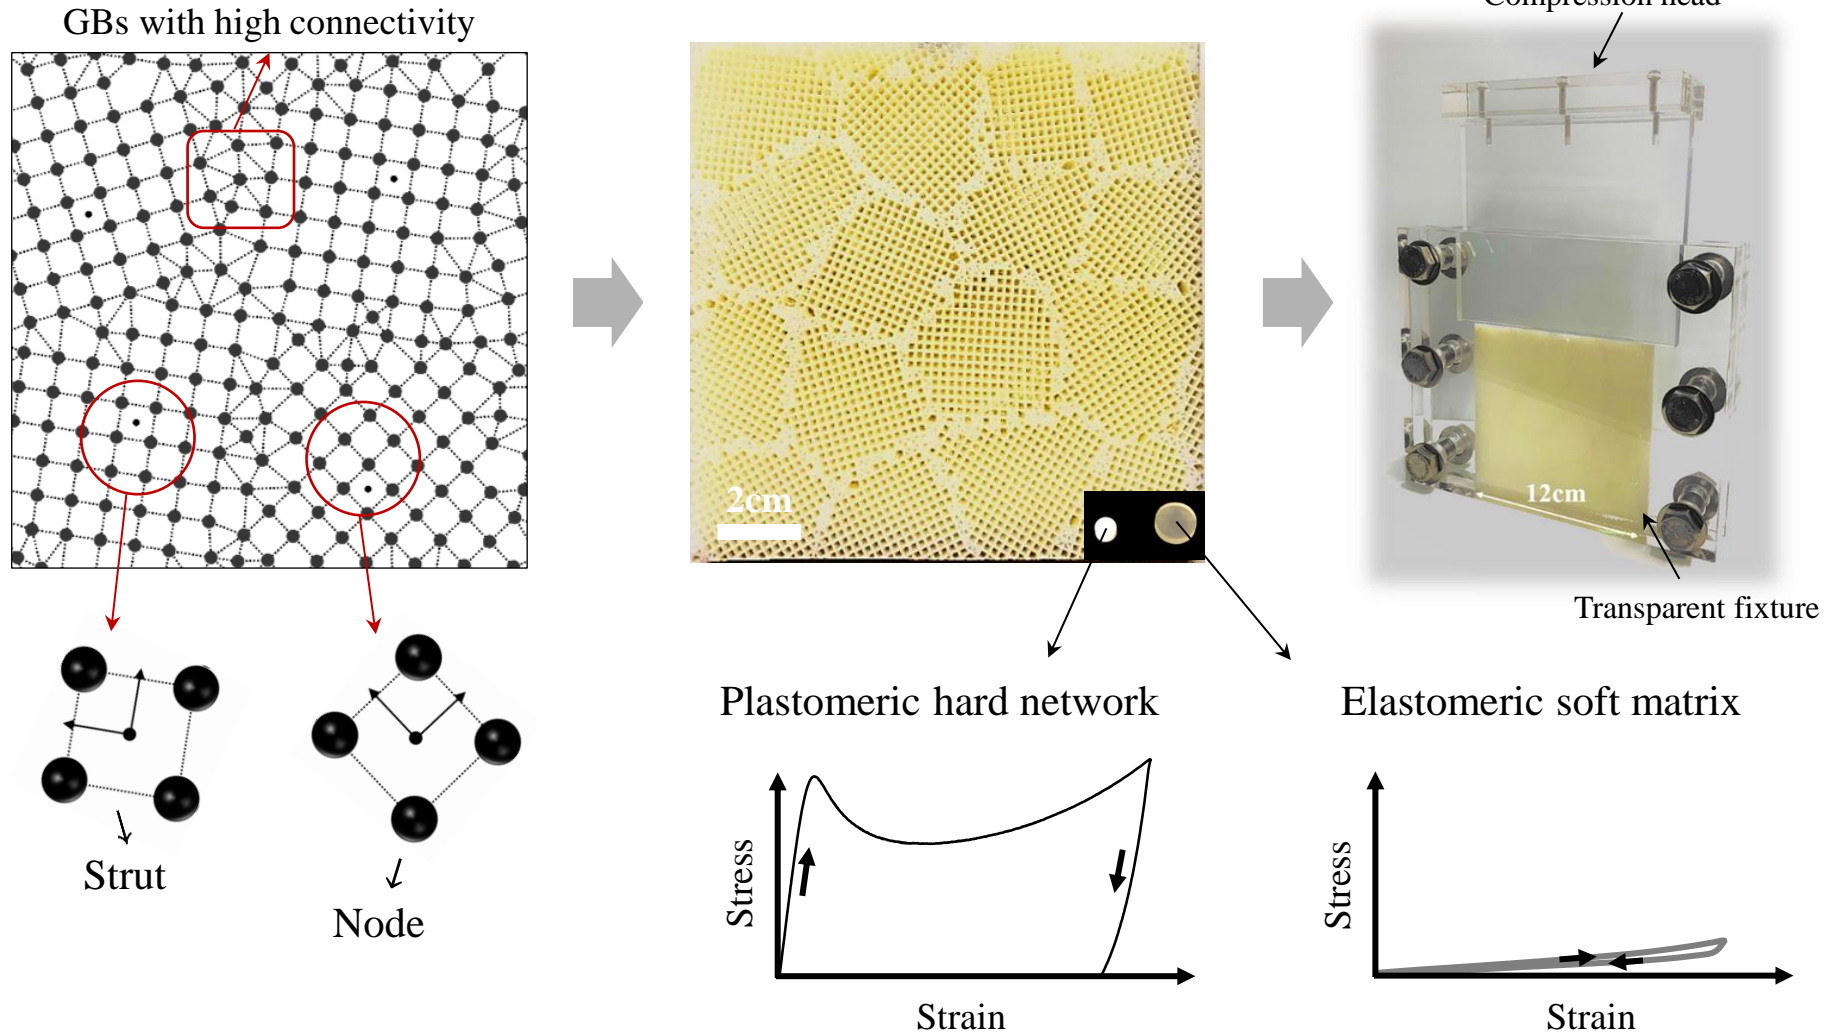 GBs with high connectivity
Compression head
2cm
12cm
Transparent fixture
Plastomeric hard network
Elastomeric soft matrix
Strut
Node
Stress
Strain
Stress
Strain